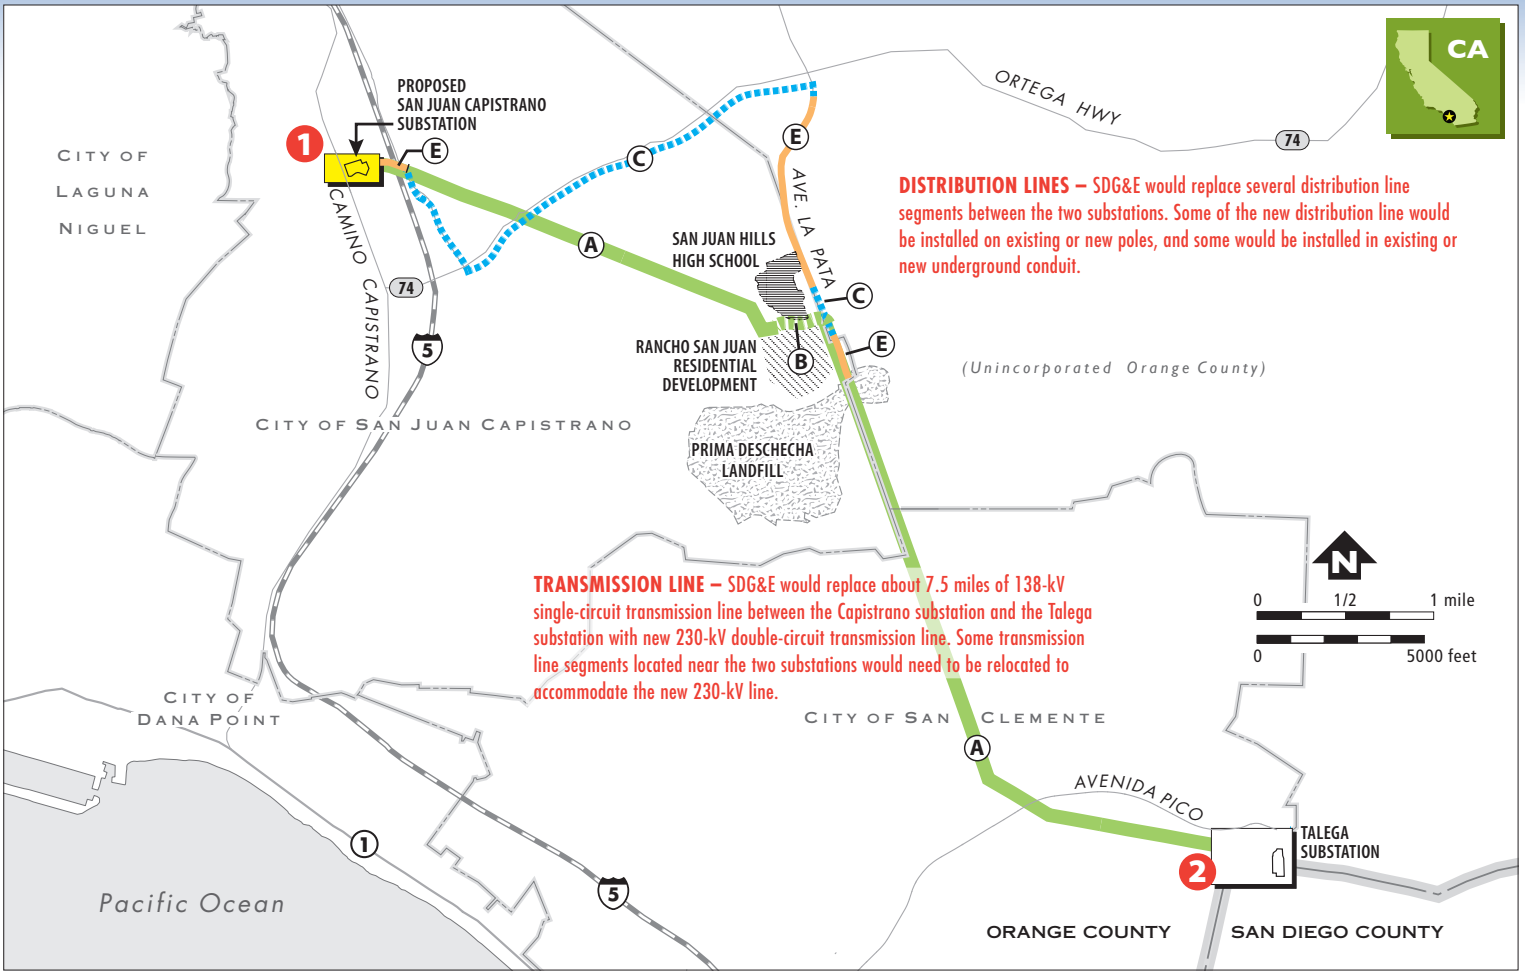 CA
PROPOSED
SAN JUAN CAPISTRANO
SUBSTATION
1
E
CITY OF
LAGUNA
NIGUEL
ORTEGA HWY
74
E
C
AVE. LA PATA
DISTRIBUTION LINES – SDG&E would replace several distribution line
segments between the two substations. Some of the new distribution line would
be installed on existing or new poles, and some would be installed in existing or
new underground conduit.
CAMINO CAPISTRANO
A
SAN JUAN HILLS
HIGH SCHOOL
74
C
5
RANCHO SAN JUAN
RESIDENTIAL
DEVELOPMENT
B
E
(Unincorporated Orange County)
CITY OF SAN JUAN CAPISTRANO
PRIMA DESCHECHA
LANDFILL
N
TRANSMISSION LINE – SDG&E would replace about 7.5 miles of 138-kV
single-circuit transmission line between the Capistrano substation and the Talega
substation with new 230-kV double-circuit transmission line. Some transmission
line segments located near the two substations would need to be relocated to
accommodate the new 230-kV line.
0 1/2 1 mile
0 5000 feet
CITY OF
DANA POINT
CITY OF SAN CLEMENTE
A
AVENIDA PICO
TALEGA
SUBSTATION
2
1
5
Pacific Ocean
ORANGE COUNTY
SAN DIEGO COUNTY